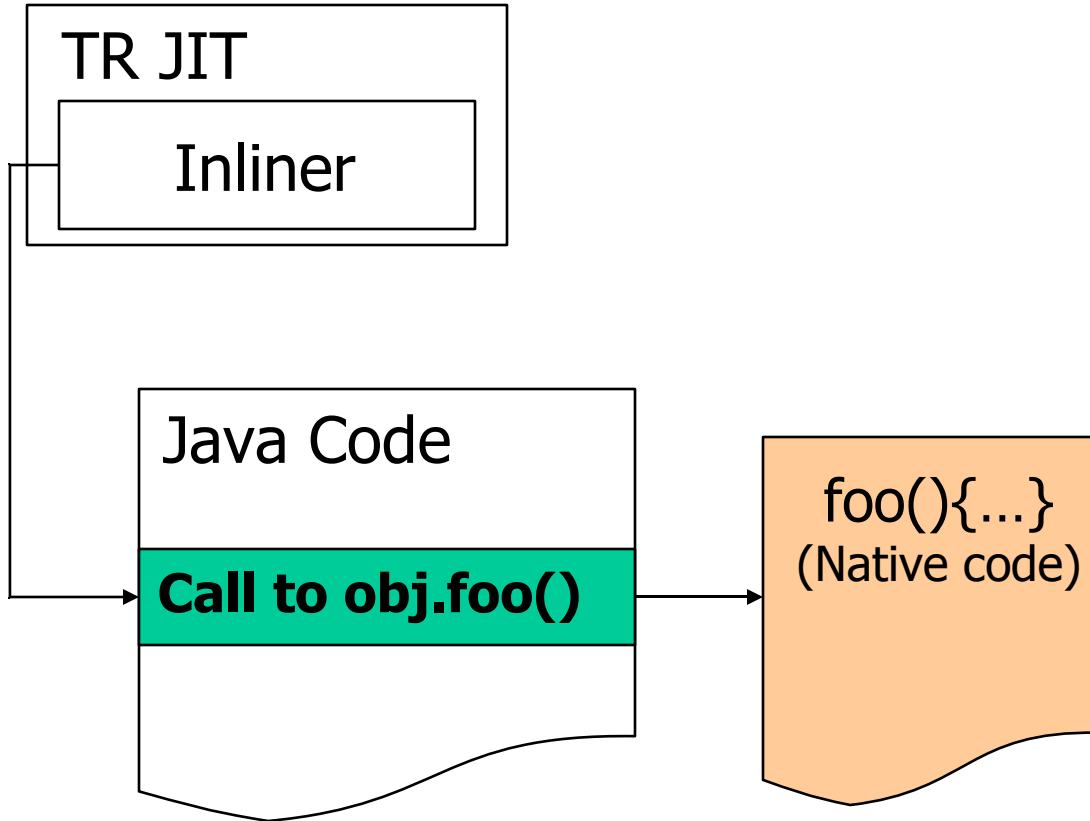 TR JIT
Inliner
Java Code
Call to obj.foo()
foo(){...}
(Native code)